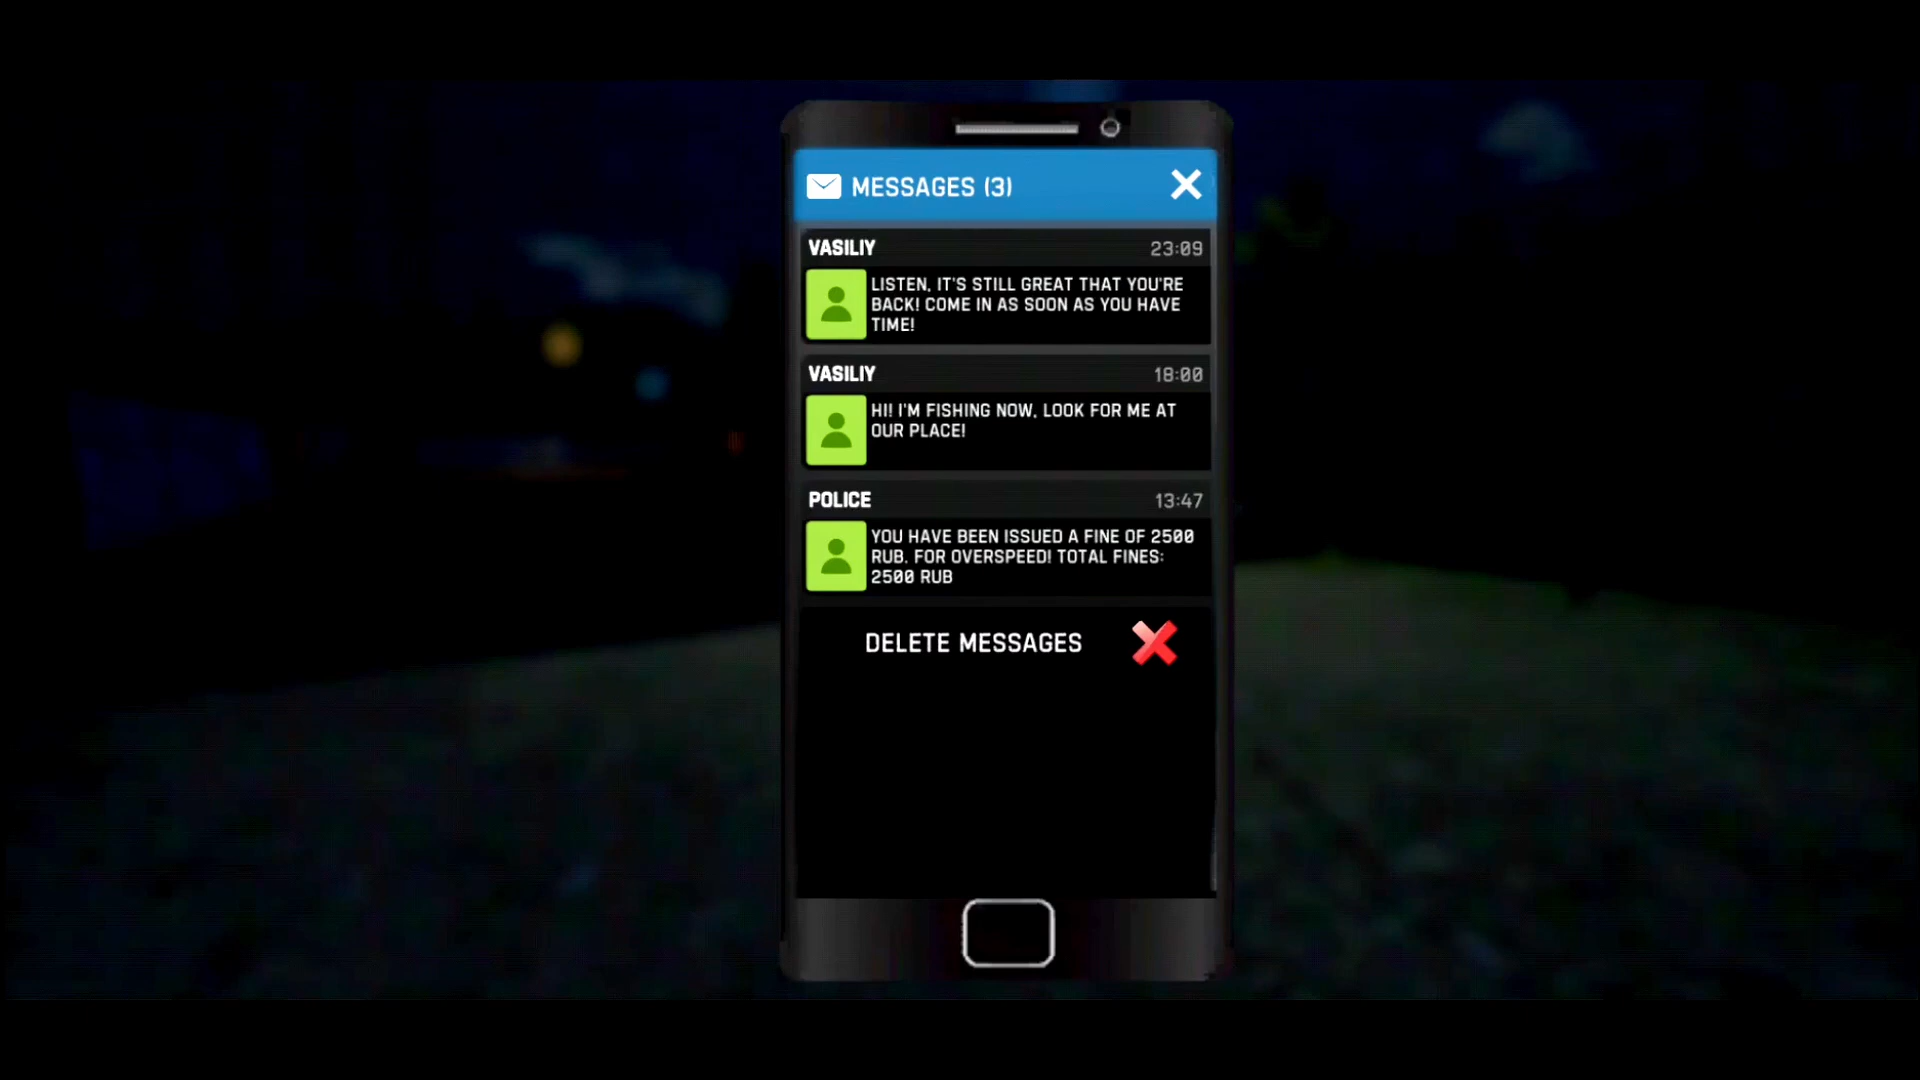 MESSAGES (3)
VASILIY 23:09
LISTEN, IT'S STILL GREAT THAT YOU'RE
BACK! COME IN AS SOON AS YOU HAVE
TIME!
VASILIY 18:00
HI! I'M FISHING NOW, LOOK FOR ME AT
OUR PLACE!
POLICE 13:47
YOU HAVE BEEN ISSUED A FINE OF 2500
RUB. FOR OVERSPEED! TOTAL FINES:
2500 RUB
DELETE MESSAGES